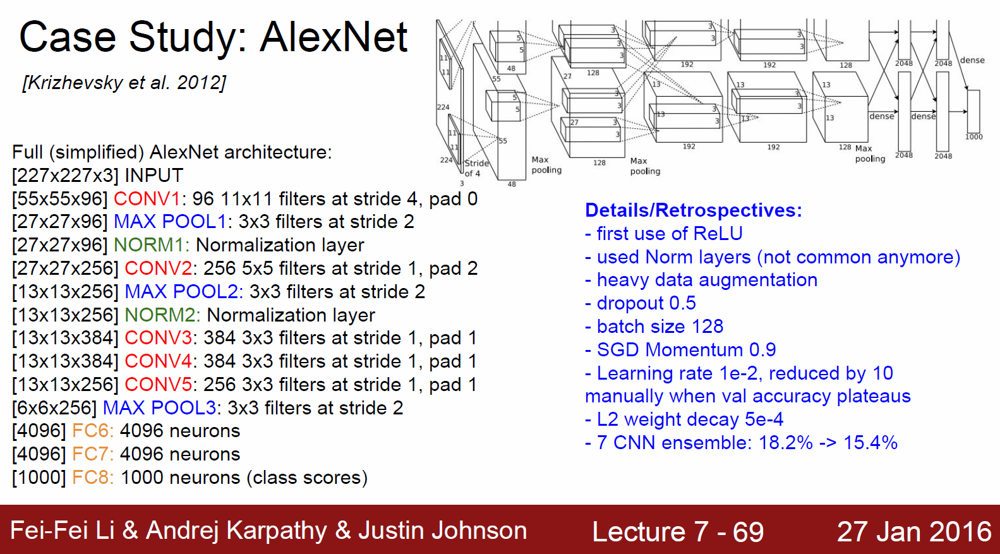 Case Study: AlexNet
[Krizhevsky et al. 2012]
11
11
224
11
11
224
Stride
of 4
3
5
5
48
55
5
5
55
48
Max
pooling
3
3
128
27
3
3
27
3
3
128
Max
pooling
3
3
192
13
3
3
13
192
3
3
192
13
3
3
13
192
128
13
13
128
Max
pooling
2048
2048
dense
dense
dense
2048
2048
1000
Full (simplified) AlexNet architecture:
[227x227x3] INPUT
[55x55x96] CONV1: 96 11x11 filters at stride 4, pad 0
[27x27x96] MAX POOL1: 3x3 filters at stride 2
[27x27x96] NORM1: Normalization layer
[27x27x256] CONV2: 256 5x5 filters at stride 1, pad 2
[13x13x256] MAX POOL2: 3x3 filters at stride 2
[13x13x256] NORM2: Normalization layer
[13x13x384] CONV3: 384 3x3 filters at stride 1, pad 1
[13x13x384] CONV4: 384 3x3 filters at stride 1, pad 1
[13x13x256] CONV5: 256 3x3 filters at stride 1, pad 1
[6x6x256] MAX POOL3: 3x3 filters at stride 2
[4096] FC6: 4096 neurons
[4096] FC7: 4096 neurons
[1000] FC8: 1000 neurons (class scores)
Details/Retrospectives:
- first use of ReLU
- used Norm layers (not common anymore)
- heavy data augmentation
- dropout 0.5
- batch size 128
- SGD Momentum 0.9
- Learning rate 1e-2, reduced by 10
manually when val accuracy plateaus
- L2 weight decay 5e-4
- 7 CNN ensemble: 18.2% -> 15.4%
Fei-Fei Li & Andrej Karpathy & Justin Johnson
Lecture 7 - 69
27 Jan 2016